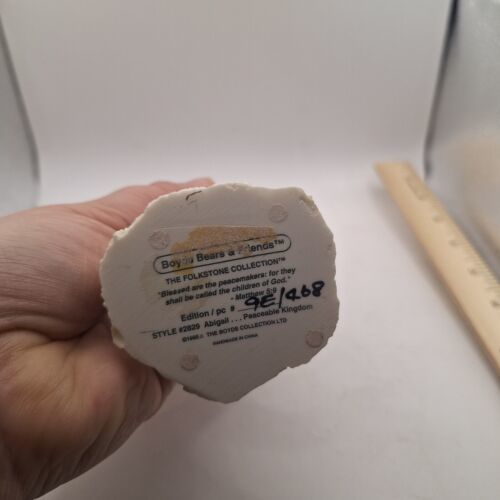 Boyds Bears & Friends™
THE FOLKSTONE COLLECTION™
"Blessed are the peacemakers: for they
shall be called the children of God."
- Matthew 5:9
Edition / pc # 9E/468
STYLE #2829 Abigail . . . Peaceable Kingdom
THE BOYDS COLLECTION LTD
HANDMADE IN CHINA